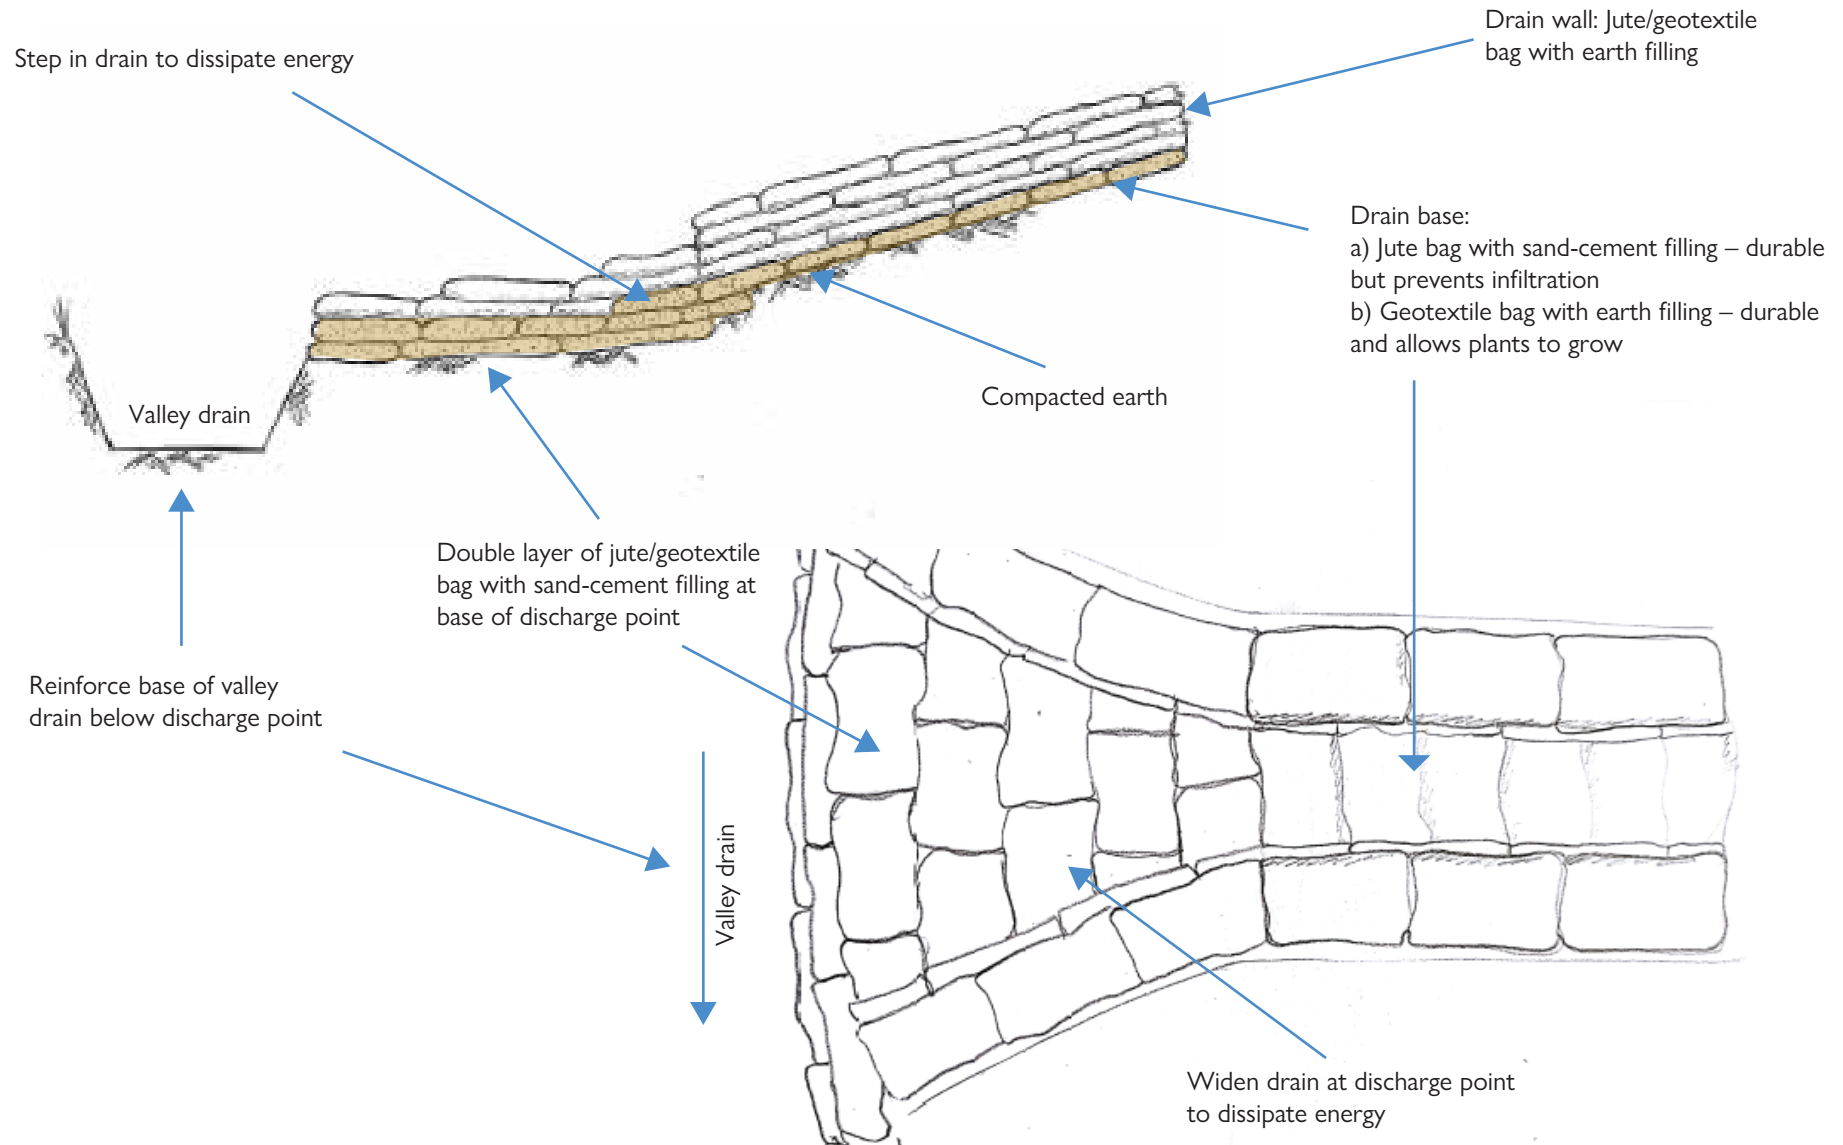 Drain wall: Jute/geotextile
bag with earth filling
Step in drain to dissipate energy
Drain base:
a) Jute bag with sand-cement filling – durable
but prevents infiltration
b) Geotextile bag with earth filling – durable
and allows plants to grow
Compacted earth
Valley drain
Double layer of jute/geotextile
bag with sand-cement filling at
base of discharge point
Reinforce base of valley
drain below discharge point
Valley drain
Widen drain at discharge point
to dissipate energy